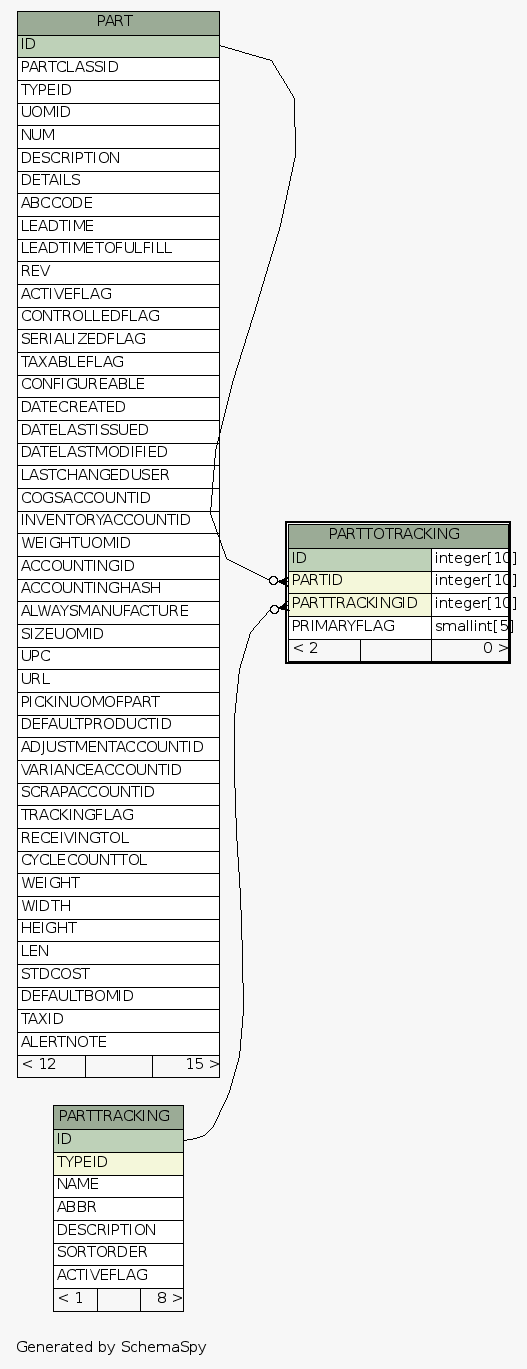 PART
ID
PARTCLASSID
TYPEID
UOMID
NUM
DESCRIPTION
DETAILS
ABCCODE
LEADTIME
LEADTIMETOFULFILL
REV
ACTIVEFLAG
CONTROLLEDFLAG
SERIALIZEDFLAG
TAXABLEFLAG
CONFIGUREABLE
DATECREATED
DATELASTISSUED
DATELASTMODIFIED
LASTCHANGEDUSER
COGSACCOUNTID
INVENTORYACCOUNTID
WEIGHTUOMID
ACCOUNTINGID
ACCOUNTINGHASH
ALWAYSMANUFACTURE
SIZEUOMID
UPC
URL
PICKINUOMOFPART
DEFAULTPRODUCTID
ADJUSTMENTACCOUNTID
VARIANCEACCOUNTID
SCRAPACCOUNTID
TRACKINGFLAG
RECEIVINGTOL
CYCLECOUNTTOL
WEIGHT
WIDTH
HEIGHT
LEN
STDCOST
DEFAULTBOMID
TAXID
ALERTNOTE
< 12 15 >
PARTTOTRACKING
ID integer[10]
PARTID integer[10]
PARTTRACKINGID integer[10]
PRIMARYFLAG smallint[5]
< 2 0 >
PARTTRACKING
ID
TYPEID
NAME
ABBR
DESCRIPTION
SORTORDER
ACTIVEFLAG
< 1 8 >
Generated by SchemaSpy